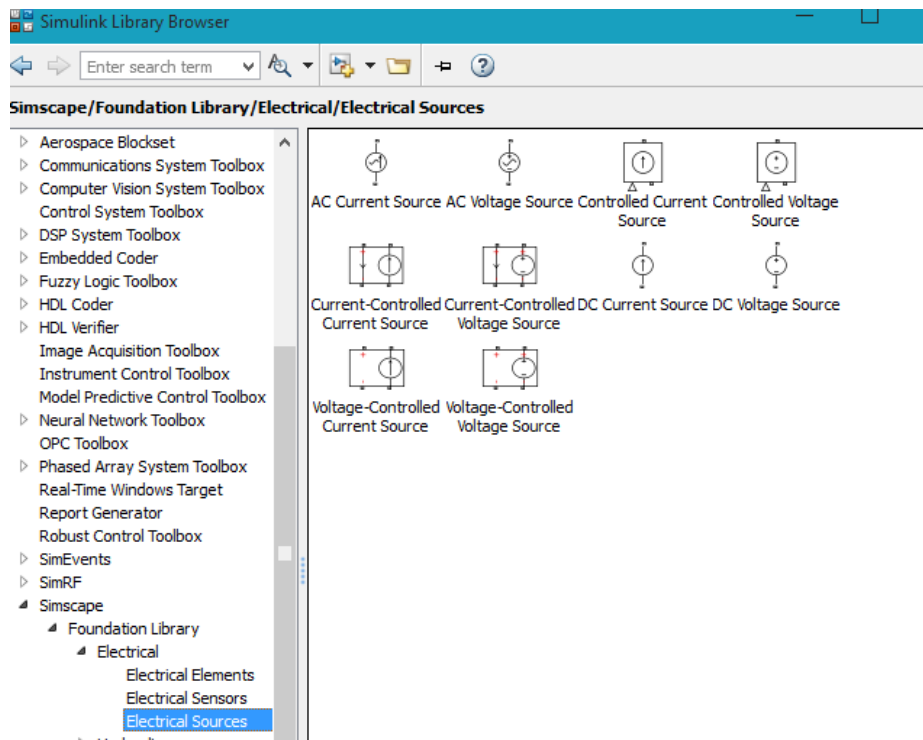 Simulink Library Browser
Enter search term
Simscape/Foundation Library/Electrical/Electrical Sources
Aerospace Blockset
Communications System Toolbox
Computer Vision System Toolbox
Control System Toolbox
DSP System Toolbox
Embedded Coder
Fuzzy Logic Toolbox
HDL Coder
HDL Verifier
Image Acquisition Toolbox
Instrument Control Toolbox
Model Predictive Control Toolbox
Neural Network Toolbox
OPC Toolbox
Phased Array System Toolbox
Real-Time Windows Target
Report Generator
Robust Control Toolbox
SimEvents
SimRF
Simscape
Foundation Library
Electrical
Electrical Elements
Electrical Sensors
Electrical Sources
AC Current Source AC Voltage Source Controlled Current Controlled Voltage
Source Source
Current-Controlled Current-Controlled DC Current Source DC Voltage Source
Current Source Voltage Source
Voltage-Controlled Voltage-Controlled
Current Source Voltage Source